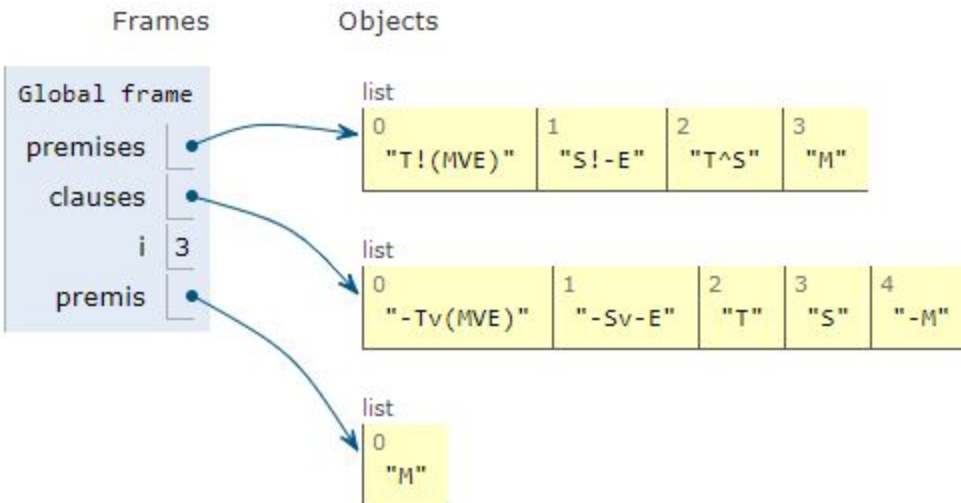 Frames Objects
Global frame
premises
clauses
i 3
premis
list
0 1 2 3
"T!(MVE)" "S!-E" "T^S" "M"
list
0 1 2 3 4
"-Tv(MVE)" "-Sv-E" "T" "S" "-M"
list
0
"M"